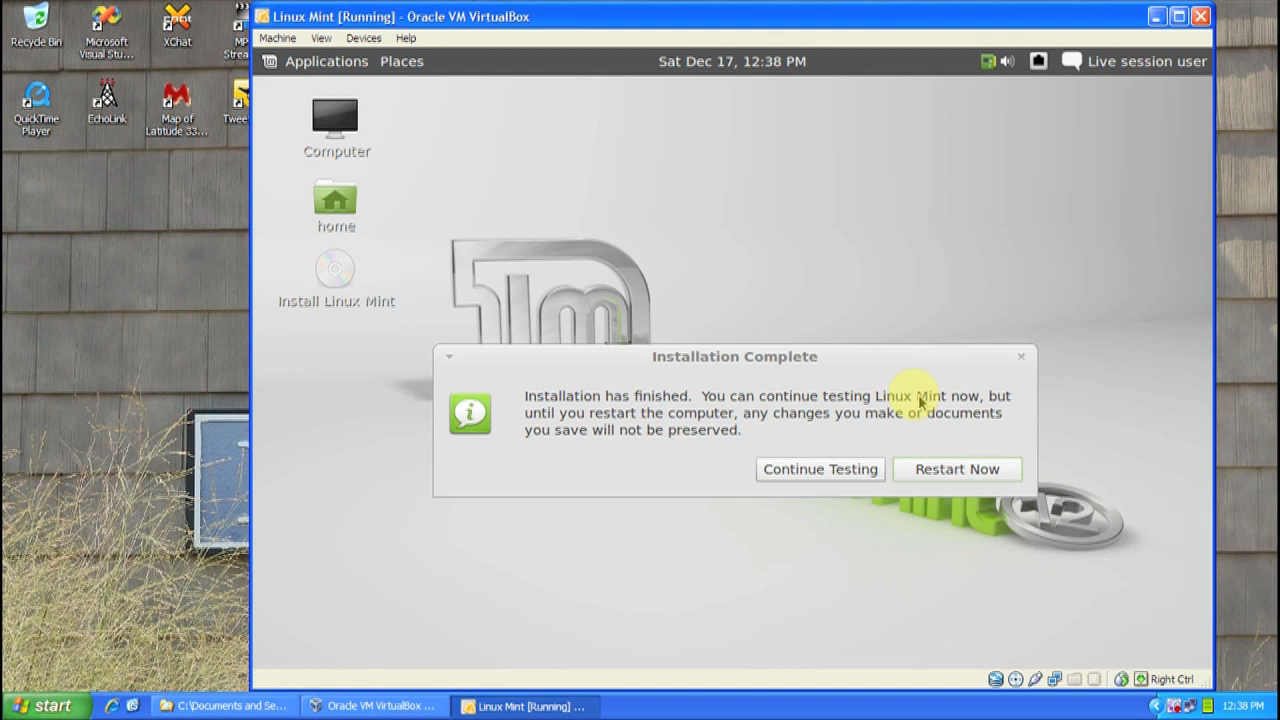 Recycle Bin
Microsoft
Visual Stu...
XChat
MP
Strea
QuickTime
Player
EchoLink
Map of
Latitude 33...
Twee
Linux Mint [Running] - Oracle VM VirtualBox
Machine View Devices Help
Applications Places Sat Dec 17, 12:38 PM Live session user
Computer
home
Install Linux Mint
Installation Complete
Installation has finished. You can continue testing Linux Mint now, but
until you restart the computer, any changes you make or documents
you save will not be preserved.
Continue Testing Restart Now
12
Right Ctrl
start C:\Documents and Se... Oracle VM VirtualBox ... Linux Mint [Running] ... 12:38 PM